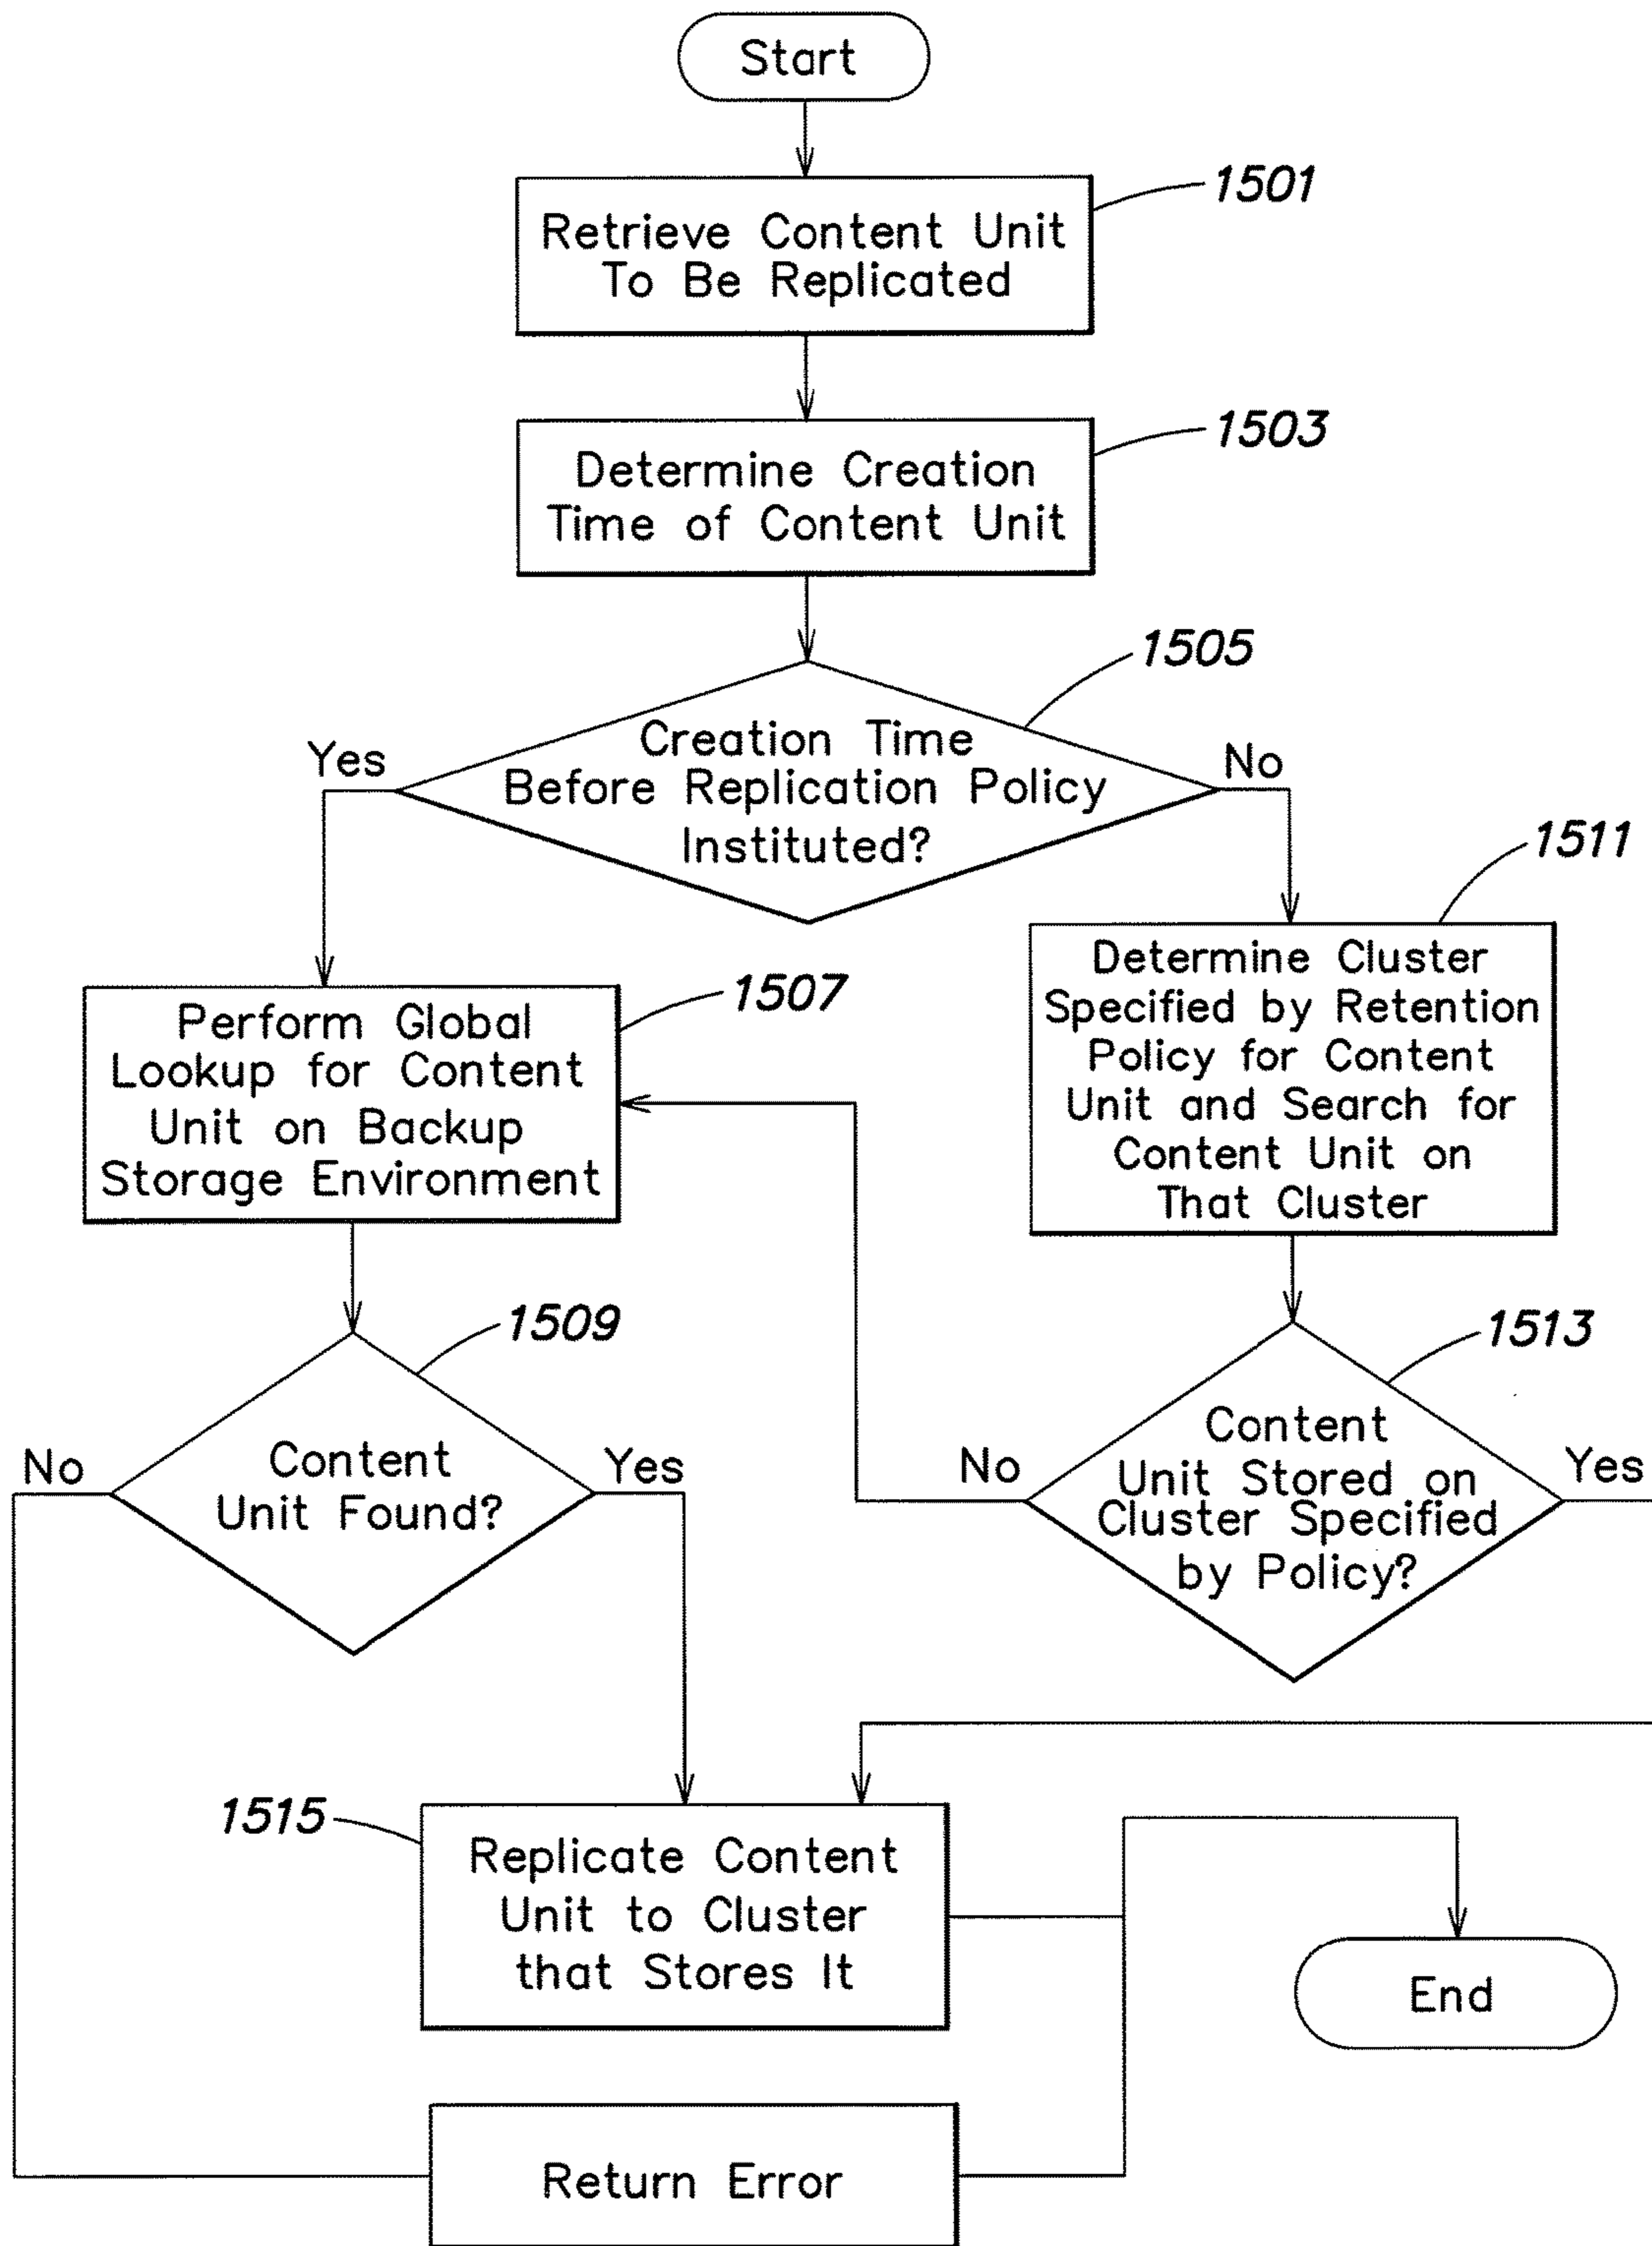 Start
1501
Retrieve Content Unit
To Be Replicated
1503
Determine Creation
Time of Content Unit
1505
Creation Time
Before Replication Policy
Instituted?
Yes
No
1511
Determine Cluster
Specified by Retention
Policy for Content
Unit and Search for
Content Unit on
That Cluster
1507
Perform Global
Lookup for Content
Unit on Backup
Storage Environment
1509
Content
Unit Found?
No
Yes
1513
Content
Unit Stored on
Cluster Specified
by Policy?
No
Yes
1515
Replicate Content
Unit to Cluster
that Stores It
End
Return Error